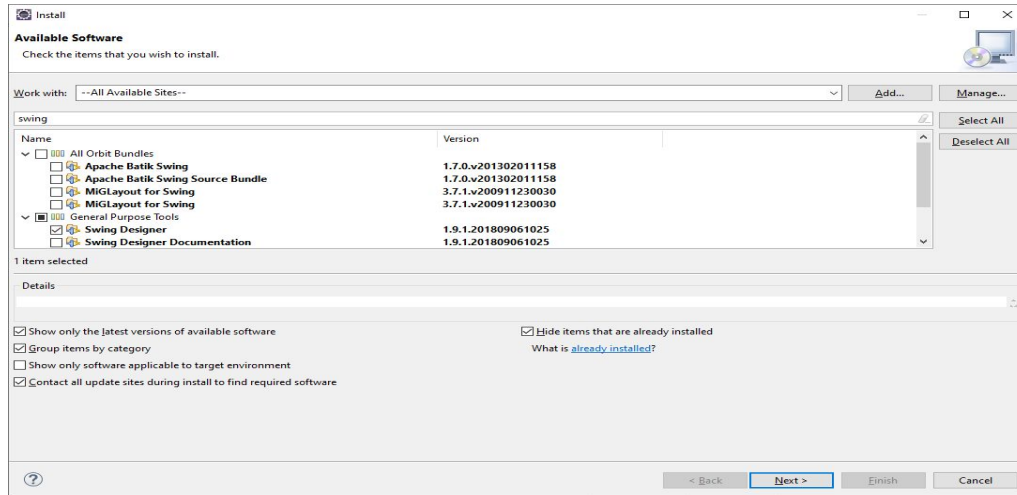 Install
Available Software
Check the items that you wish to install.
Work with: --All Available Sites-- Add... Manage...
swing Select All
Name Version Deselect All
All Orbit Bundles
Apache Batik Swing 1.7.0.v201302011158
Apache Batik Swing Source Bundle 1.7.0.v201302011158
MiGLayout for Swing 3.7.1.v200911230030
MiGLayout for Swing 3.7.1.v200911230030
General Purpose Tools
Swing Designer 1.9.1.201809061025
Swing Designer Documentation 1.9.1.201809061025
1 item selected
Details
Show only the latest versions of available software Hide items that are already installed
Group items by category What is already installed?
Show only software applicable to target environment
Contact all update sites during install to find required software
? < Back Next > Finish Cancel